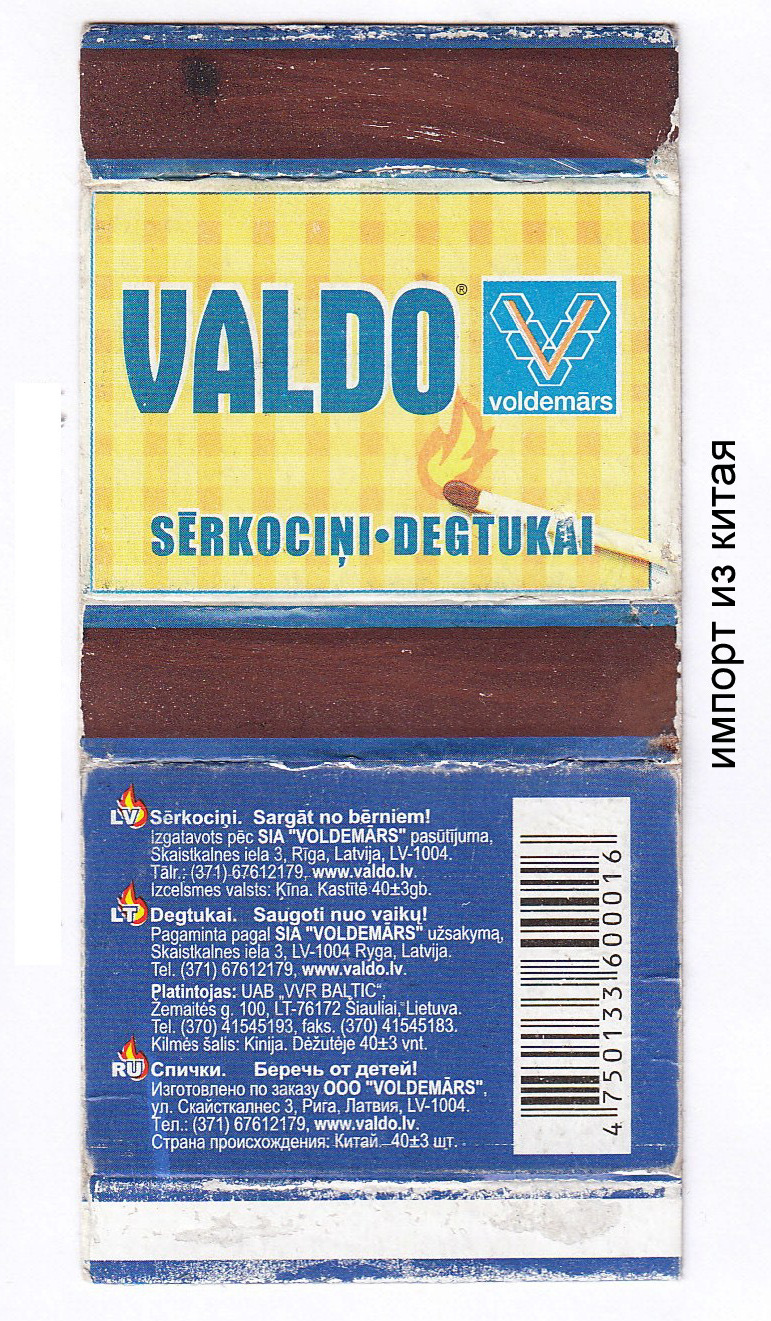 VALDO®
voldemārs
SĒRKOCIŅI•DEGTUKAI
импорт из китая
LV Sērkociņi. Sargāt no bērniem!
Izgatavots pēc SIA "VOLDEMĀRS" pasūtījuma,
Skaistkalnes iela 3, Rīga, Latvija, LV-1004.
Tālr.: (371) 67612179, www.valdo.lv.
Izcelsmes valsts: Ķīna. Kastītē 40±3gb.
LT Degtukai. Saugoti nuo vaikų!
Pagaminta pagal SIA "VOLDEMĀRS" užsakymą,
Skaistkalnes iela 3, LV-1004 Ryga, Latvija.
Tel. (371) 67612179, www.valdo.lv.
Platintojas: UAB „VVR BALTIC“,
Žemaitės g. 100, LT-76172 Šiauliai, Lietuva.
Tel. (370) 41545193, faks. (370) 41545183.
Kilmės šalis: Kinija. Dėžutėje 40±3 vnt.
RU Спички. Беречь от детей!
Изготовлено по заказу ООО "VOLDEMĀRS",
ул. Скайсткалнес 3, Рига, Латвия, LV-1004.
Тел.: (371) 67612179, www.valdo.lv.
Страна происхождения: Китай. 40±3 шт.
4 750133 600016